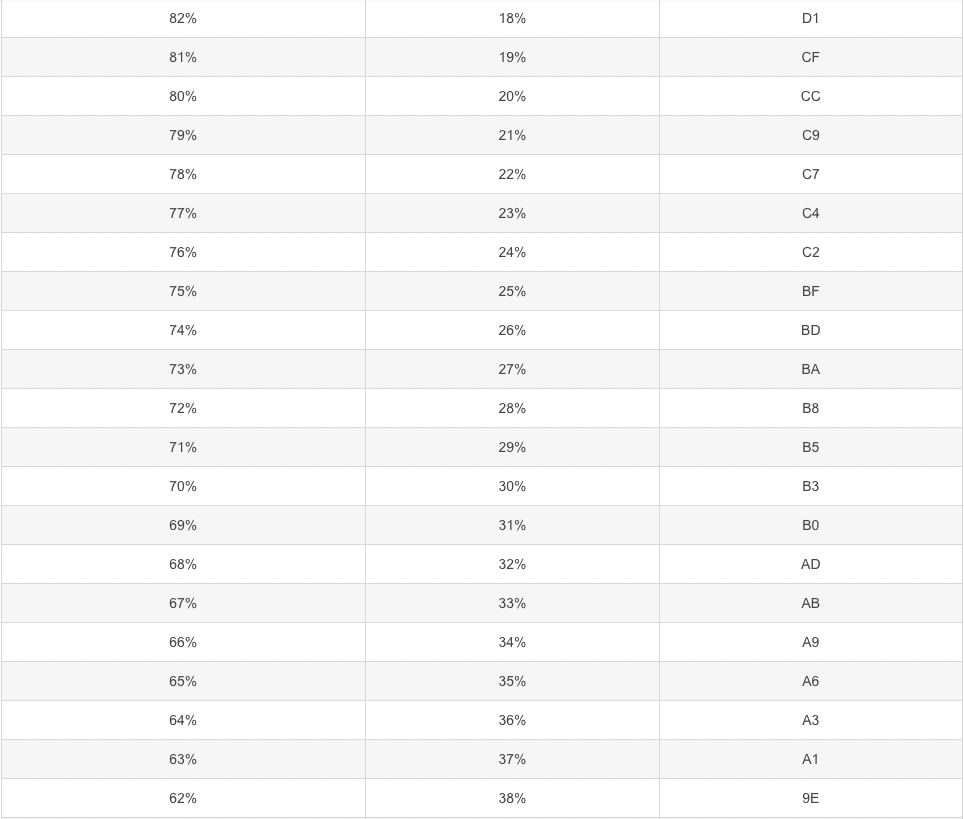 82% 18% D1
81% 19% CF
80% 20% CC
79% 21% C9
78% 22% C7
77% 23% C4
76% 24% C2
75% 25% BF
74% 26% BD
73% 27% BA
72% 28% B8
71% 29% B5
70% 30% B3
69% 31% B0
68% 32% AD
67% 33% AB
66% 34% A9
65% 35% A6
64% 36% A3
63% 37% A1
62% 38% 9E